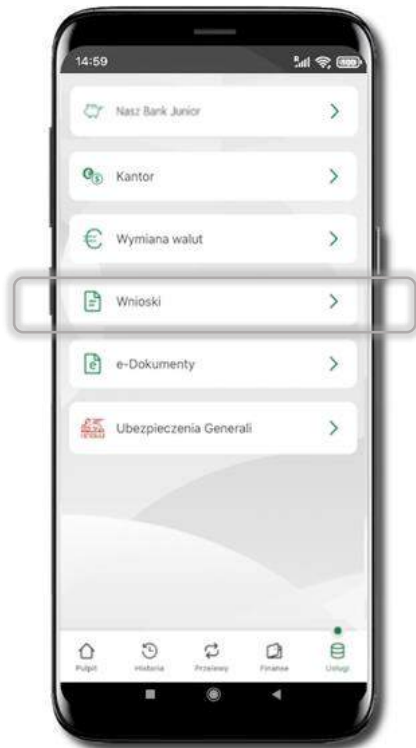 14:59
Nasz Bank Junior
Kantor
Wymiana walut
Wnioski
e-Dokumenty
Ubezpieczenia Generali
Pulpit Historia Przelewy Finanse Usługi